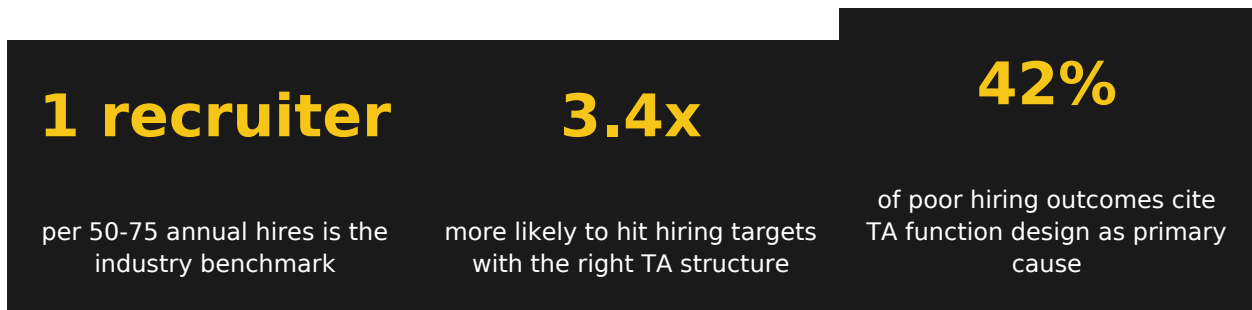 1 recruiter
per 50-75 annual hires is the
industry benchmark
3.4x
more likely to hit hiring targets
with the right TA structure
42%
of poor hiring outcomes cite
TA function design as primary
cause